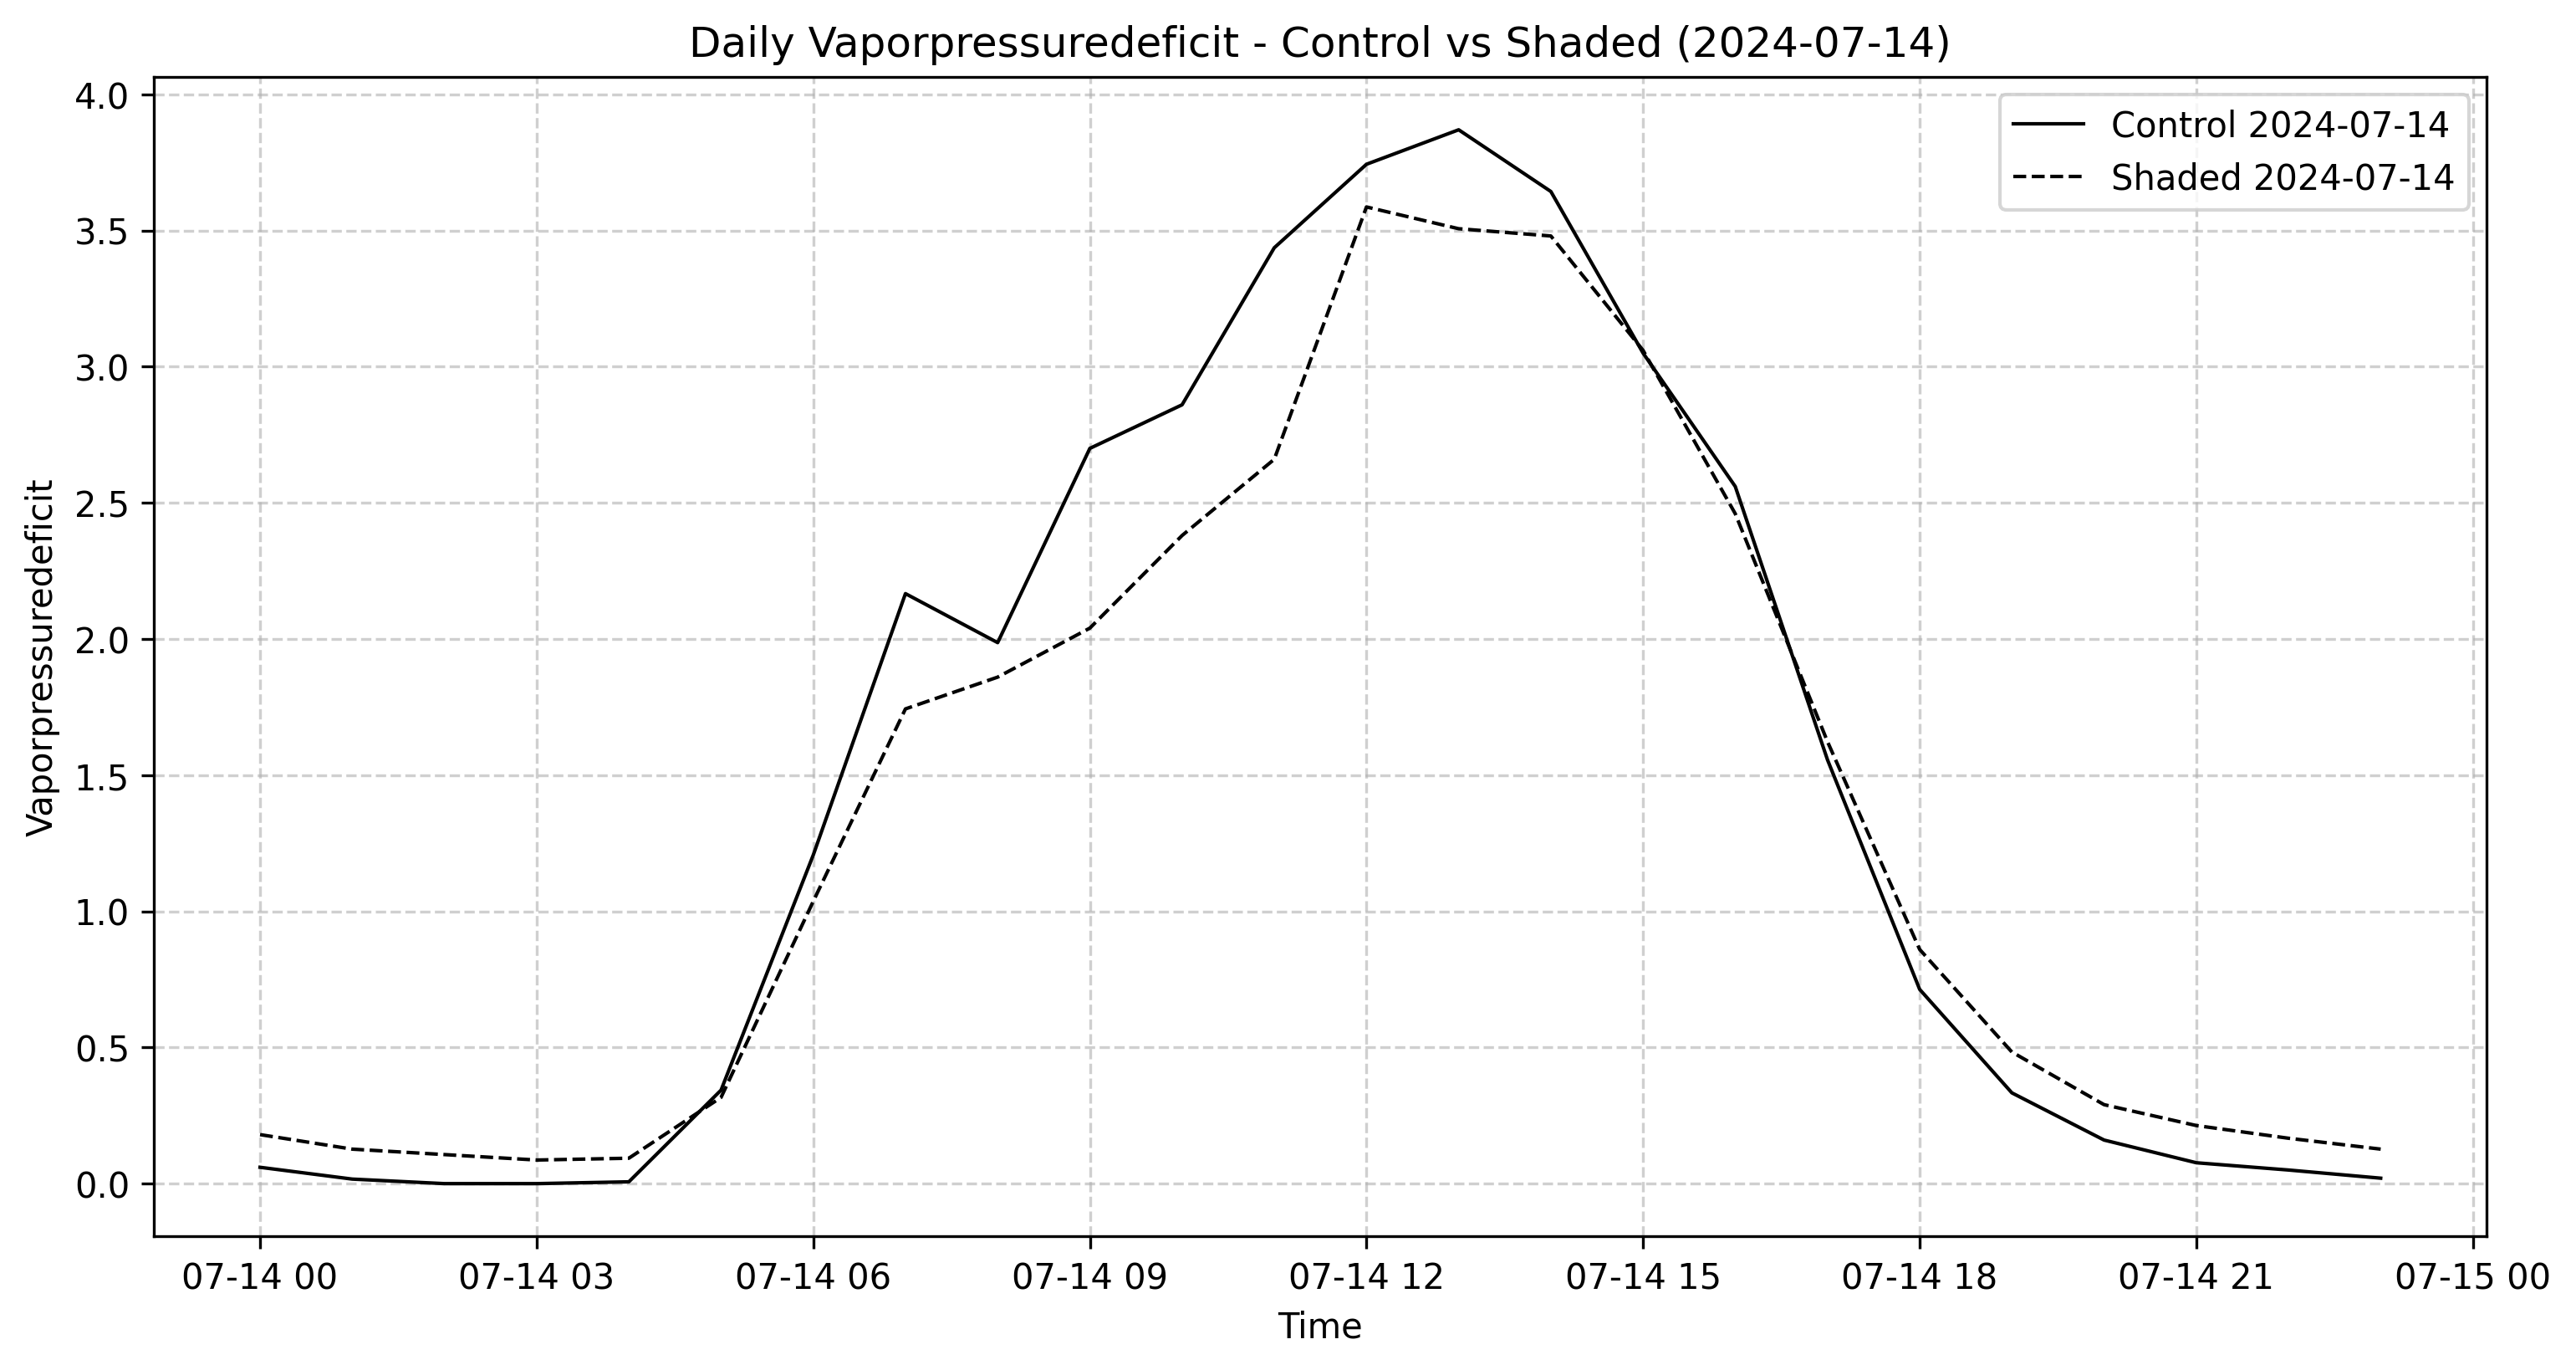 Daily Vaporpressuredeficit - Control vs Shaded (2024-07-14)
Control 2024-07-14
Shaded 2024-07-14
Vaporpressuredeficit
4.0
3.5
3.0
2.5
2.0
1.5
1.0
0.5
0.0
07-14 00 07-14 03 07-14 06 07-14 09 07-14 12 07-14 15 07-14 18 07-14 21 07-15 00
Time